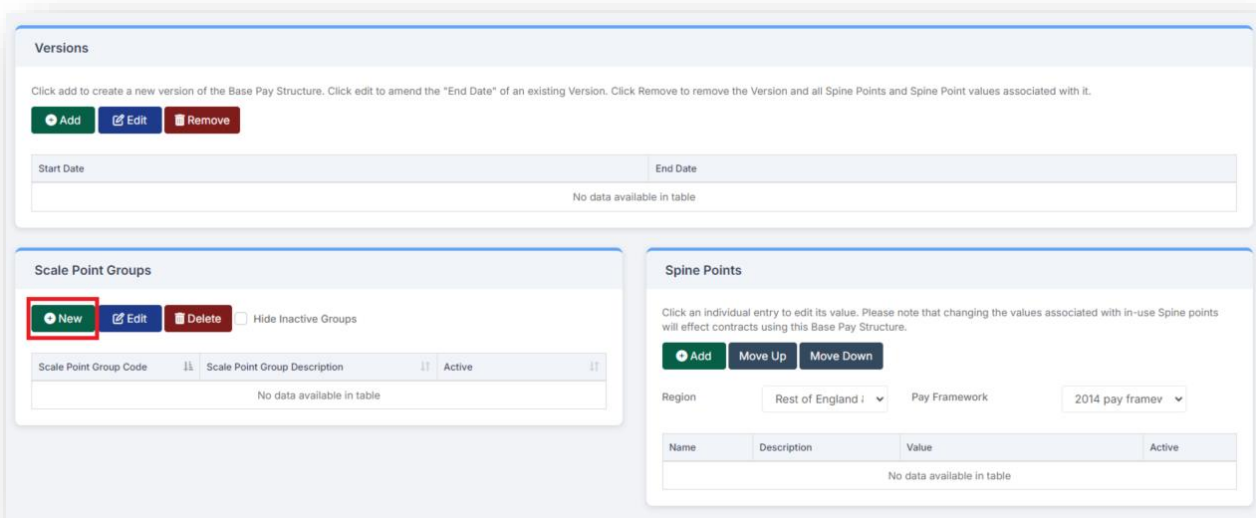 Versions
Click add to create a new version of the Base Pay Structure. Click edit to amend the "End Date" of an existing Version. Click Remove to remove the Version and all Spine Points and Spine Point values associated with it.
Add Edit Remove
Start Date End Date
No data available in table
Scale Point Groups
New Edit Delete Hide Inactive Groups
Scale Point Group Code Scale Point Group Description Active
No data available in table
Spine Points
Click an individual entry to edit its value. Please note that changing the values associated with in-use Spine points
will effect contracts using this Base Pay Structure.
Add Move Up Move Down
Region Rest of England Pay Framework 2014 pay framev
Name Description Value Active
No data available in table